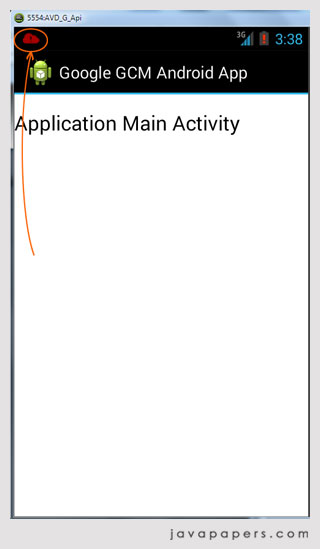 5554:AVD_G_Api
3G 3:38
Google GCM Android App
Application Main Activity
javapapers.com